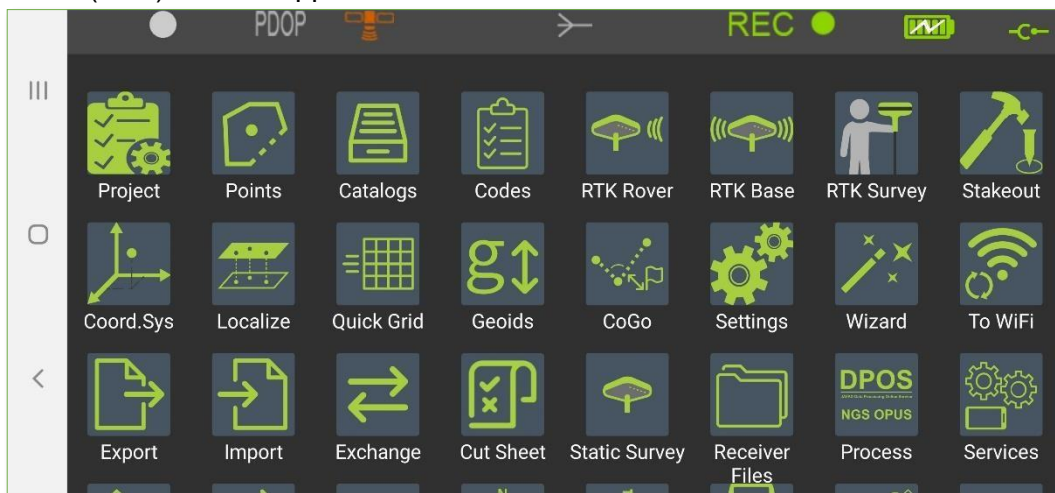 PDOP REC
Project Points Catalogs Codes RTK Rover RTK Base RTK Survey Stakeout
Coord.Sys Localize Quick Grid Geoids CoGo Settings Wizard To WiFi
DPOS
NGS OPUS
Export Import Exchange Cut Sheet Static Survey Receiver Files Process Services